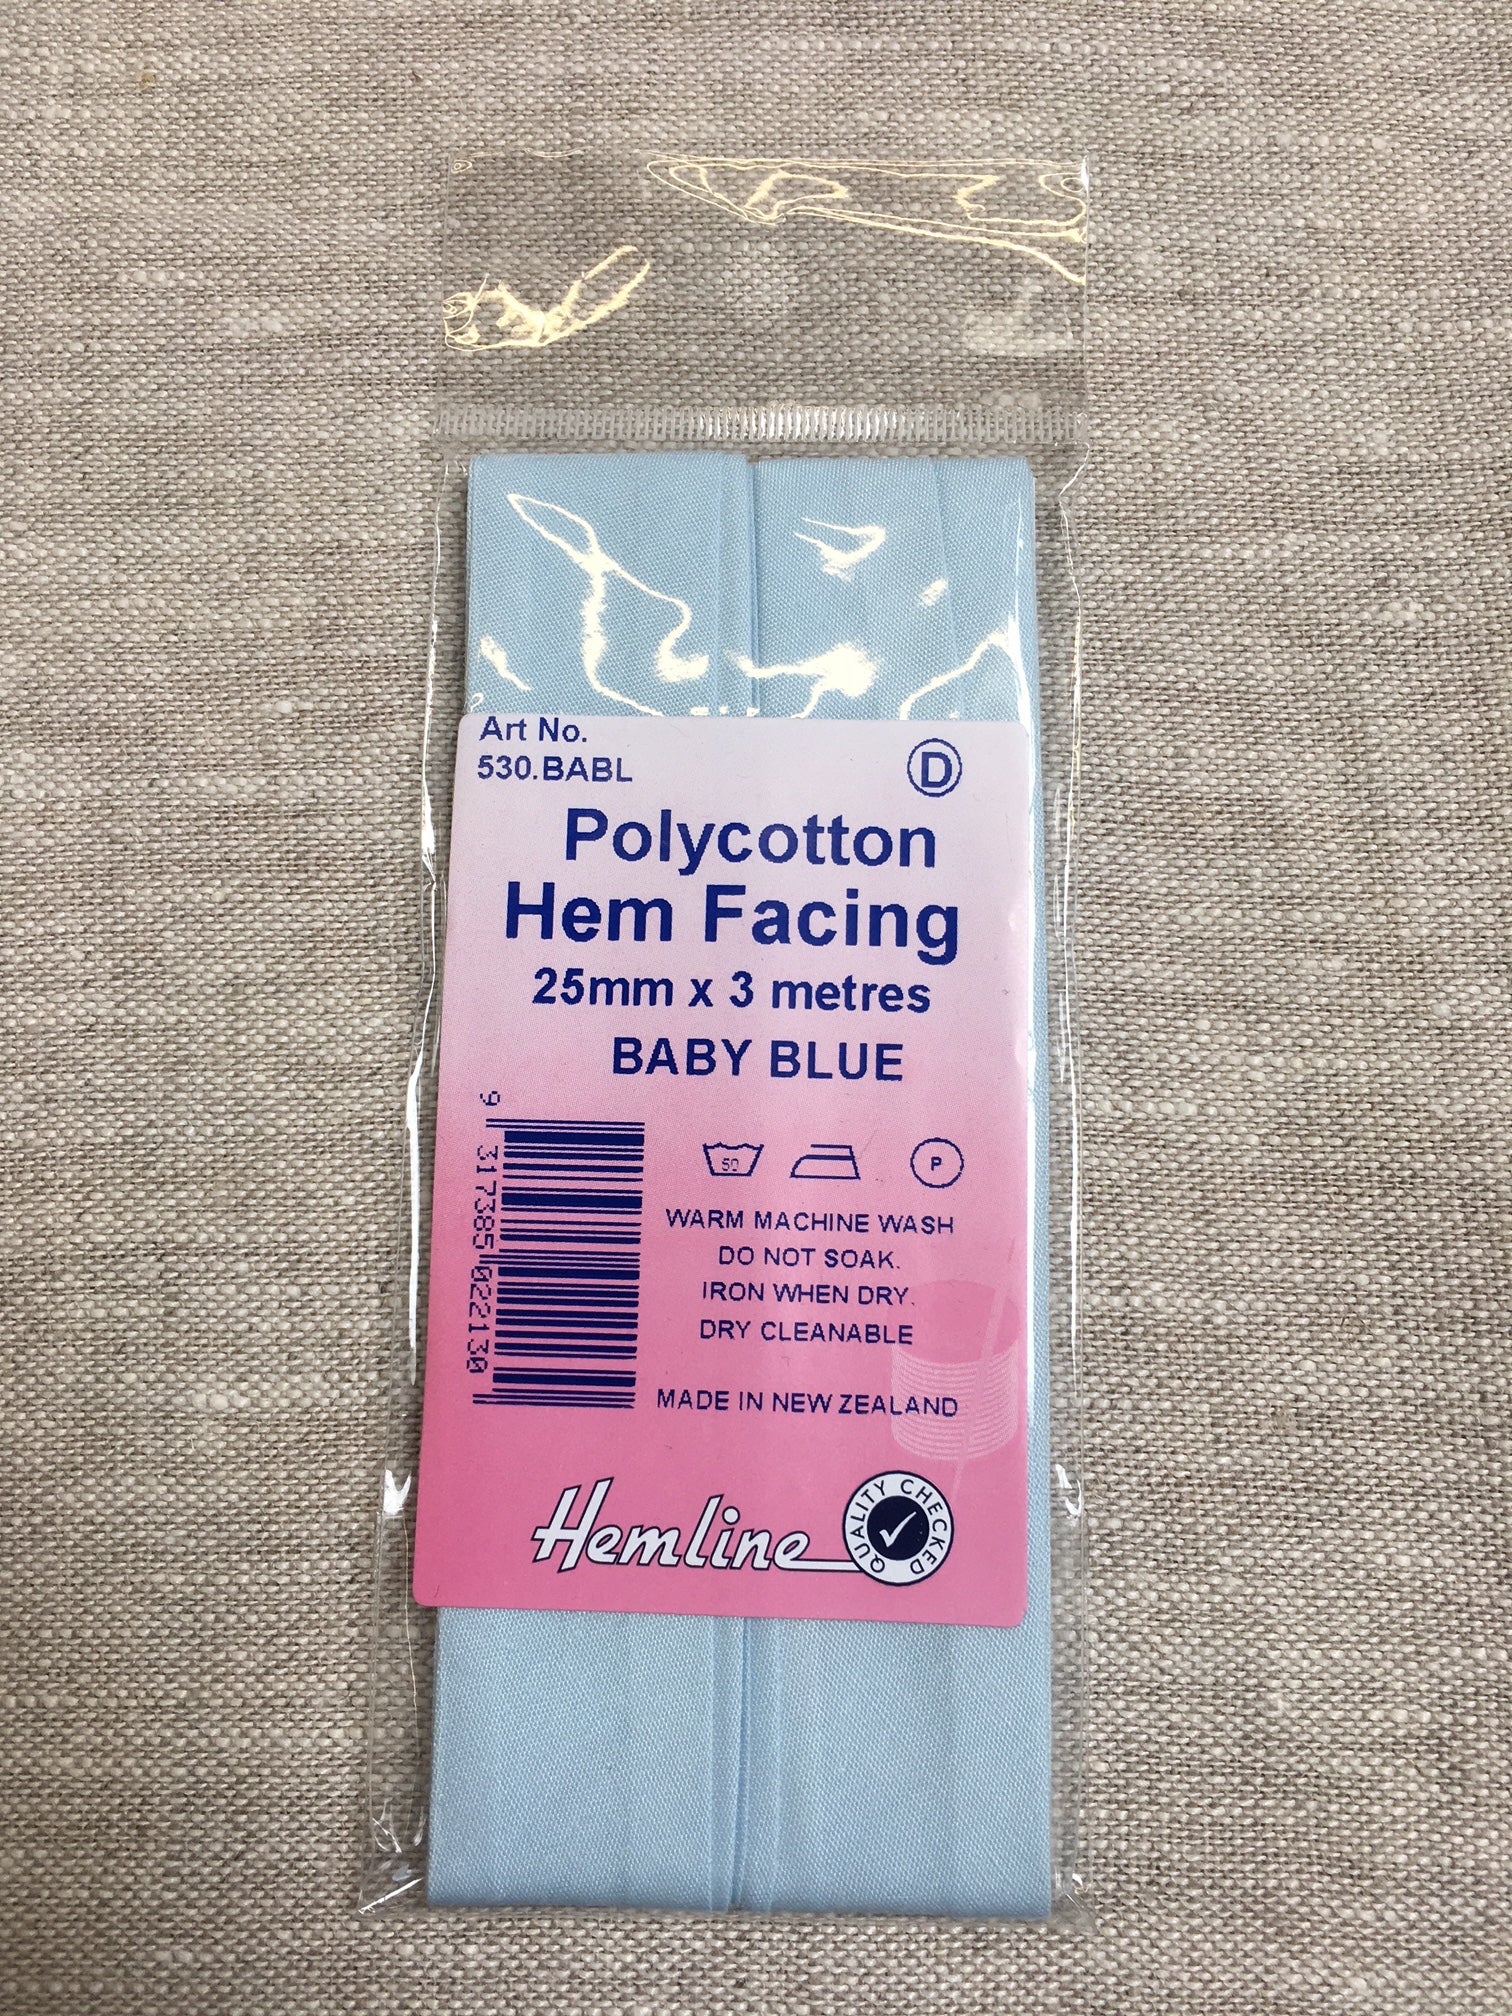 Art No.
530.BABL
D
Polycotton
Hem Facing
25mm x 3 metres
BABY BLUE
9 317385 022130
50
P
WARM MACHINE WASH
DO NOT SOAK.
IRON WHEN DRY.
DRY CLEANABLE
MADE IN NEW ZEALAND
Hemline
QUALITY CHECKED